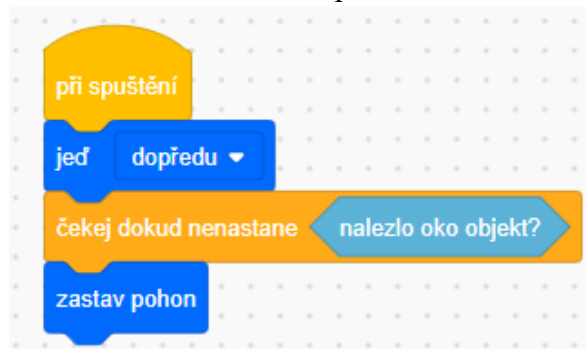 při spuštění
jeď dopředu
čekej dokud nenastane nalezlo oko objekt?
zastav pohon